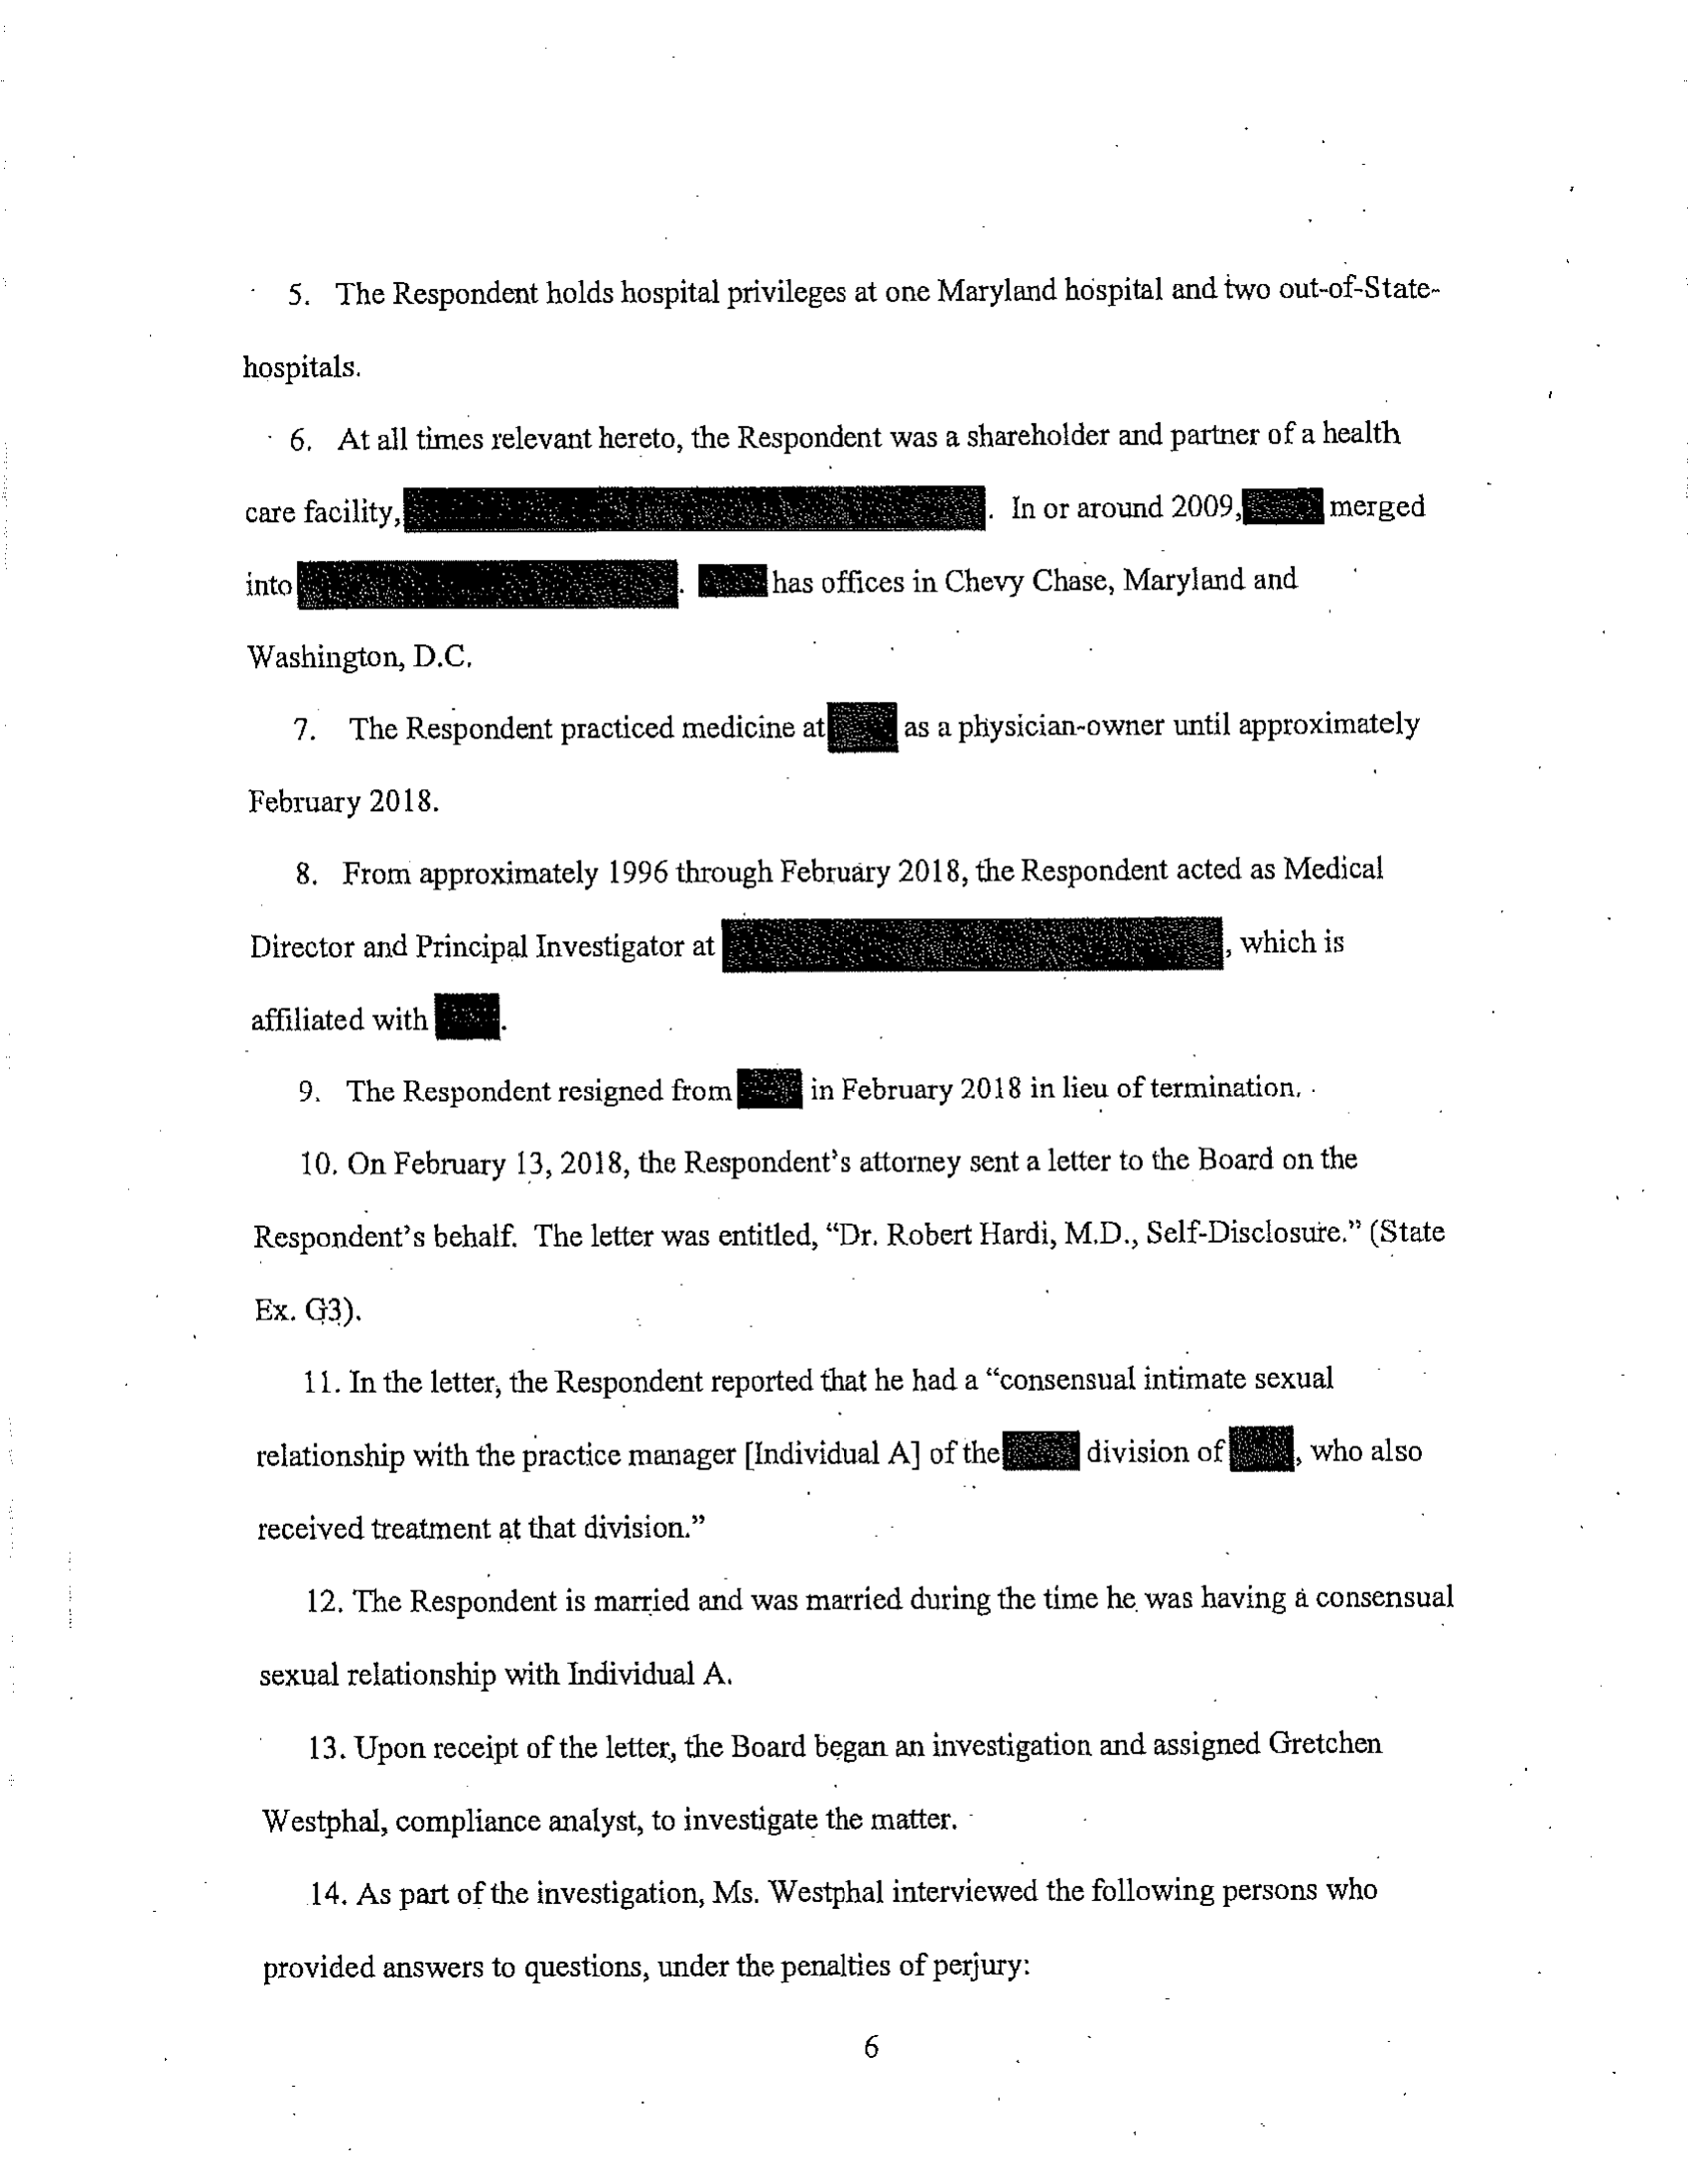 5. The Respondent holds hospital privileges at one Maryland hospital and two out-of-State-
hospitals.
6. At all times relevant hereto, the Respondent was a shareholder and partner of a health
care facility, . In or around 2009, merged
into . has offices in Chevy Chase, Maryland and
Washington, D.C.
7. The Respondent practiced medicine at as a physician-owner until approximately
February 2018.
8. From approximately 1996 through February 2018, the Respondent acted as Medical
Director and Principal Investigator at , which is
affiliated with .
9. The Respondent resigned from in February 2018 in lieu of termination.
10. On February 13, 2018, the Respondent's attorney sent a letter to the Board on the
Respondent's behalf. The letter was entitled, “Dr. Robert Hardi, M.D., Self-Disclosure.” (State
Ex. G3).
11. In the letter, the Respondent reported that he had a “consensual intimate sexual
relationship with the practice manager [Individual A] of the division of , who also
received treatment at that division.”
12. The Respondent is married and was married during the time he was having a consensual
sexual relationship with Individual A.
13. Upon receipt of the letter, the Board began an investigation and assigned Gretchen
Westphal, compliance analyst, to investigate the matter.
14. As part of the investigation, Ms. Westphal interviewed the following persons who
provided answers to questions, under the penalties of perjury:
6